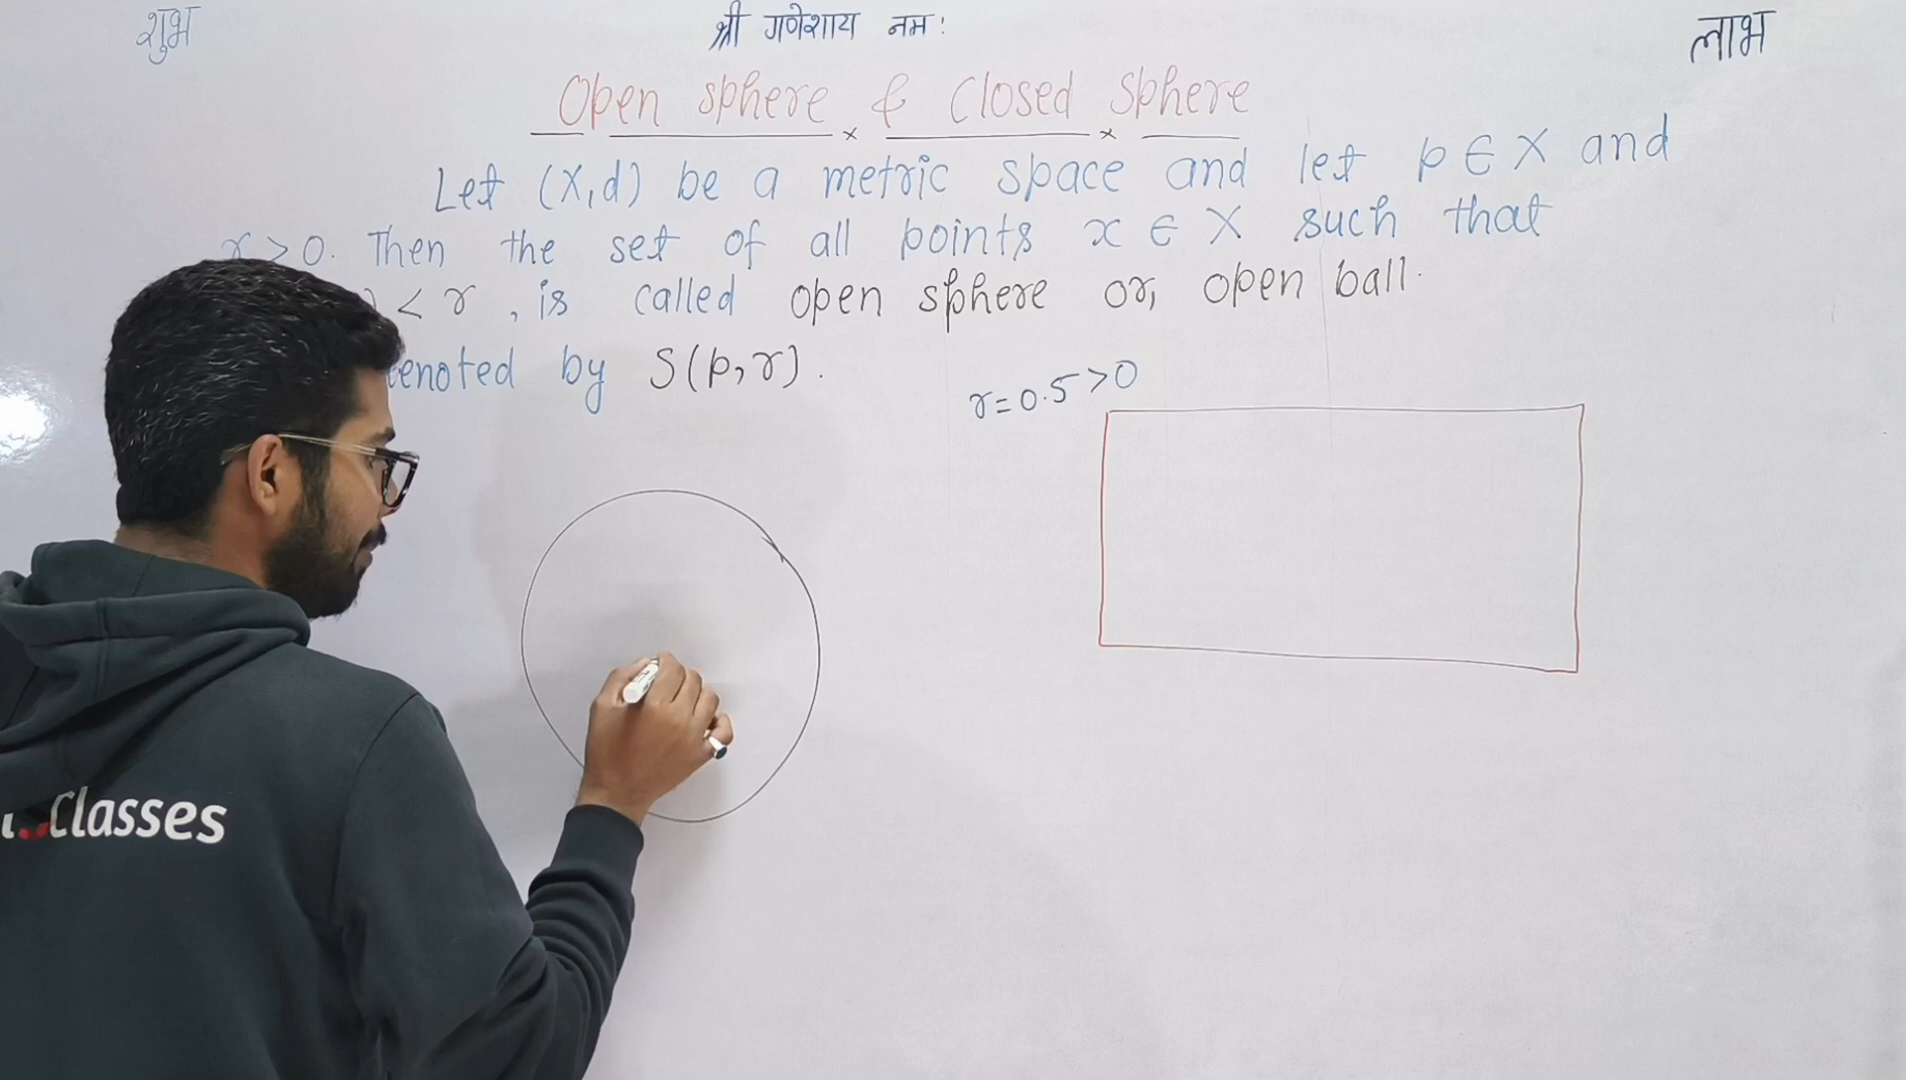 शुभ श्री गणेशाय नमः लाभ
Open sphere & Closed Sphere
Let (X,d) be a metric space and let p ∈ X and
r > 0. Then the set of all points x ∈ X such that
) < r , is called open sphere or, open ball.
enoted by S(p,r).
r=0.5>0
Classes